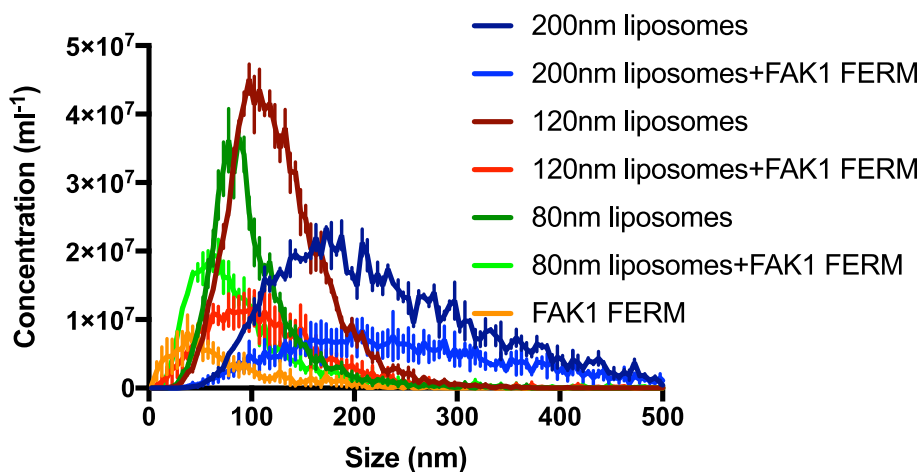 200nm liposomes
200nm liposomes+FAK1 FERM
120nm liposomes
120nm liposomes+FAK1 FERM
80nm liposomes
80nm liposomes+FAK1 FERM
FAK1 FERM
Concentration (ml⁻¹)
5×10⁷
4×10⁷
3×10⁷
2×10⁷
1×10⁷
0
0 100 200 300 400 500
Size (nm)